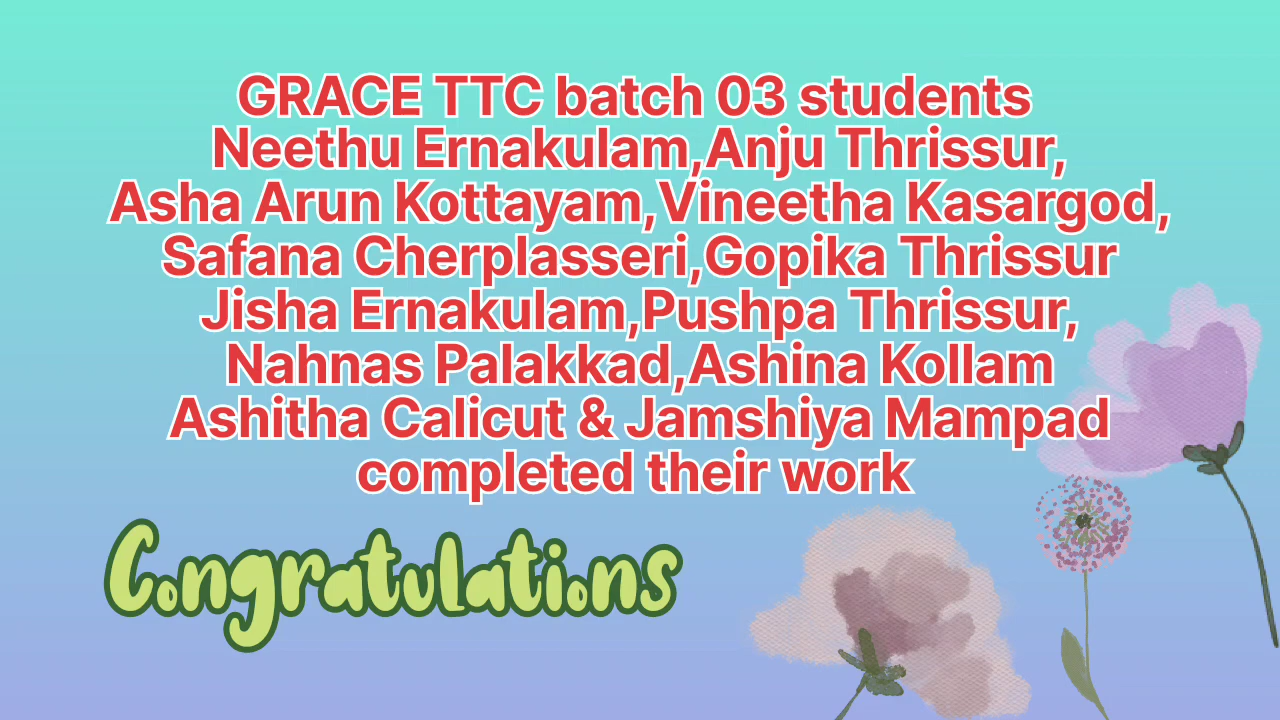 GRACE TTC batch 03 students
Neethu Ernakulam,Anju Thrissur,
Asha Arun Kottayam,Vineetha Kasargod,
Safana Cherplasseri,Gopika Thrissur
Jisha Ernakulam,Pushpa Thrissur,
Nahnas Palakkad,Ashina Kollam
Ashitha Calicut & Jamshiya Mampad
completed their work
Congratulations